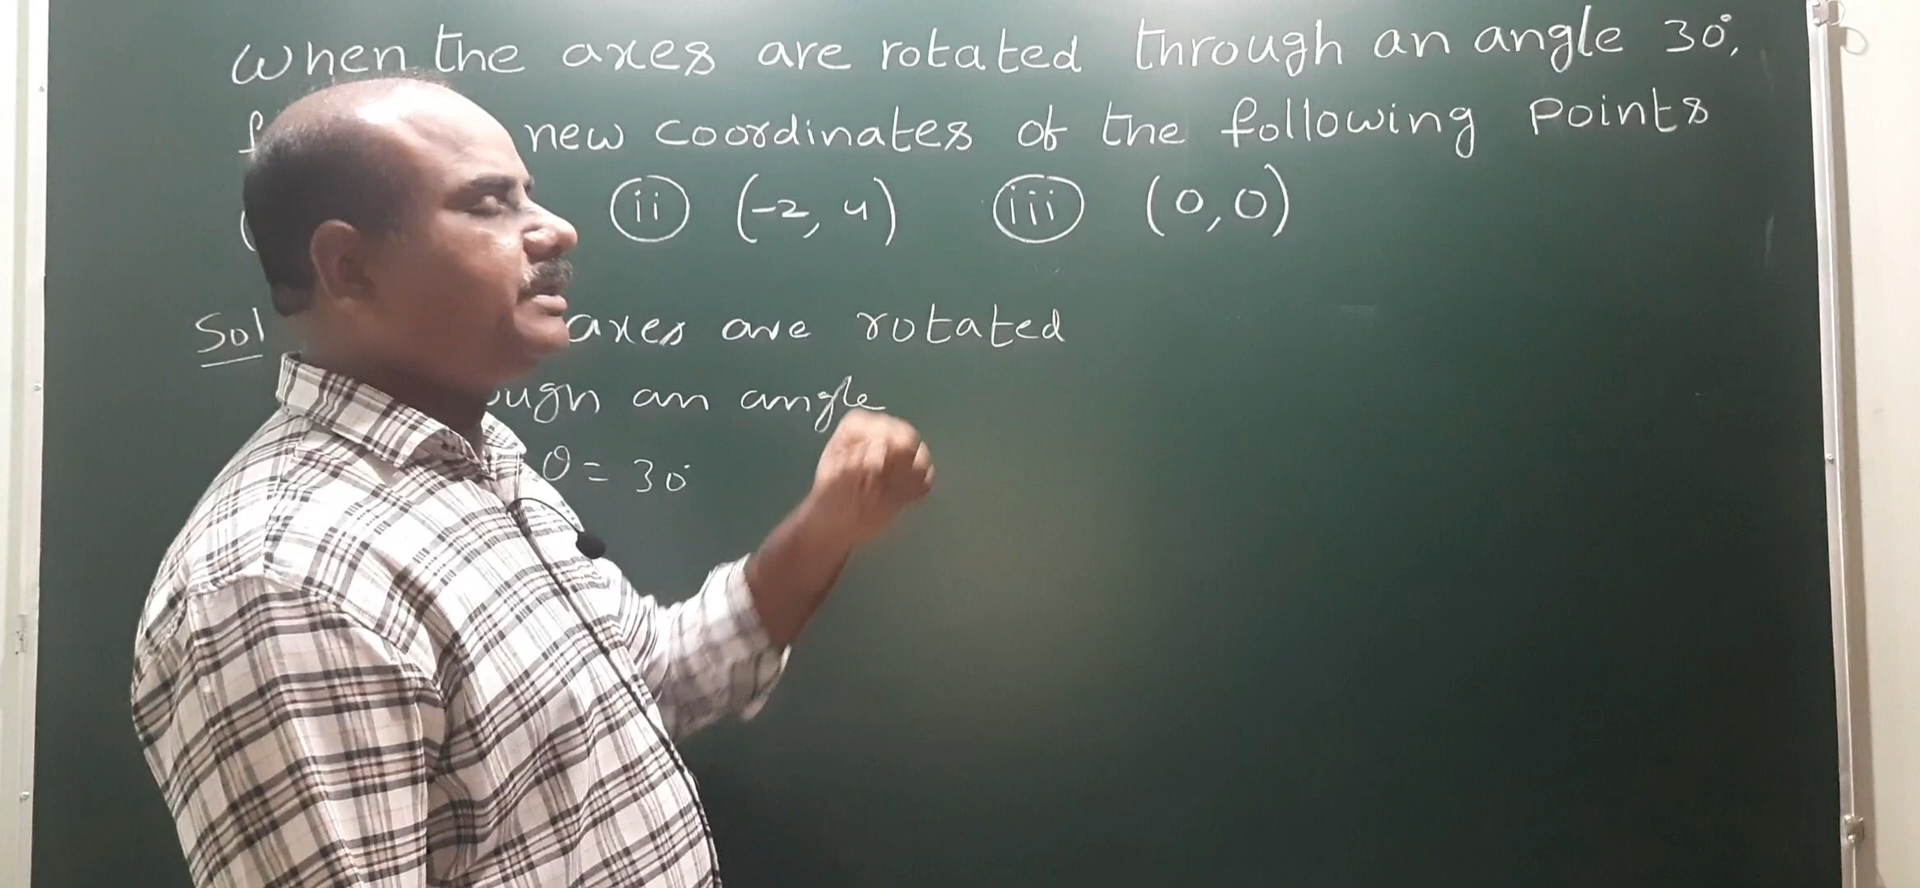 when the axes are rotated through an angle 30°,
new coordinates of the following points
(ii) (-2, 4) (iii) (0,0)
Sol axes are rotated
an angle
θ = 30°